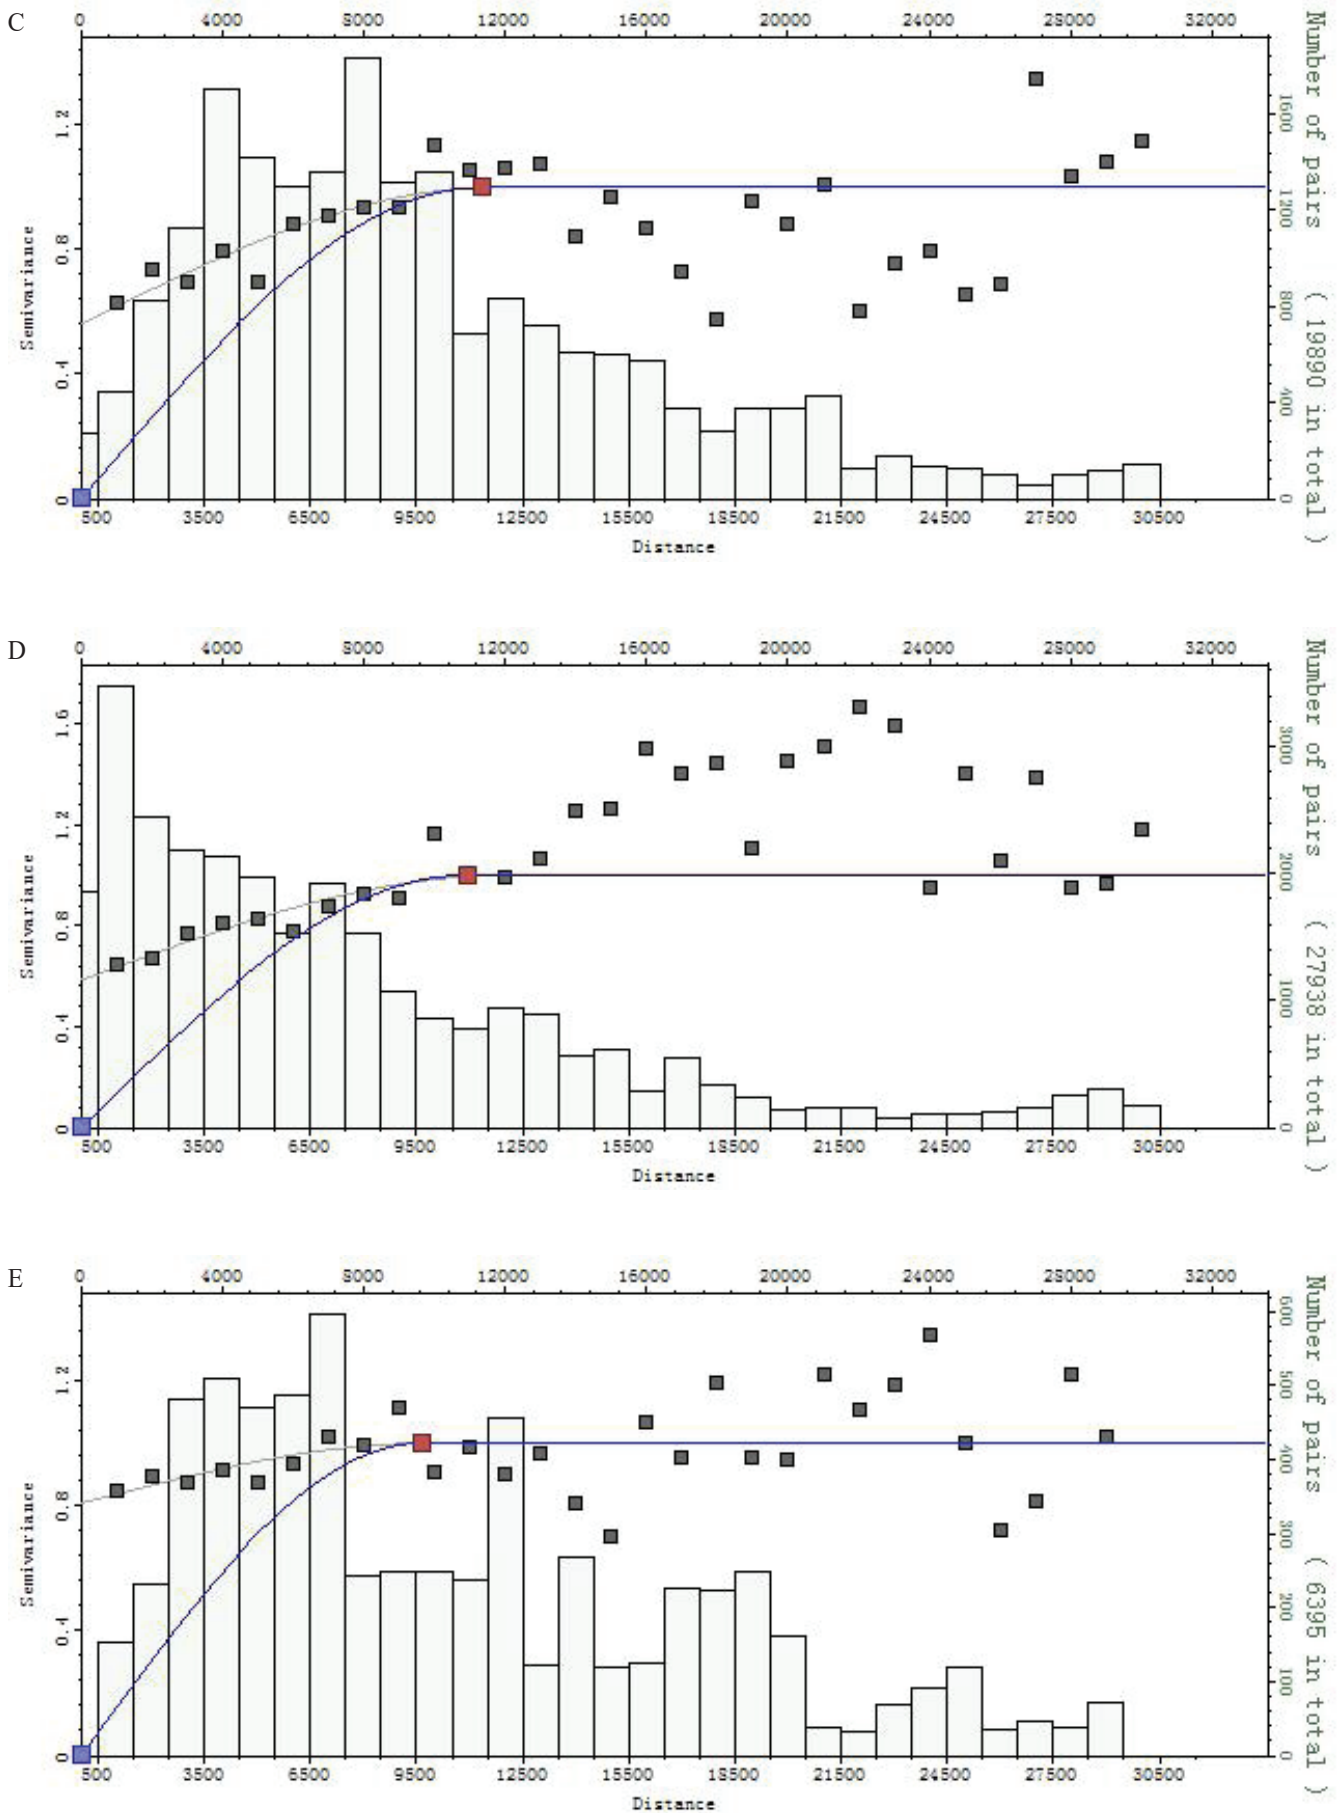 C
0 4000 8000 12000 16000 20000 24000 28000 32000
Semivariance
0 0.4 0.8 1.2
0 400 800 1200 1600
Number of pairs ( 19890 in total )
500 3500 6500 9500 12500 15500 18500 21500 24500 27500 30500
Distance
D
0 4000 8000 12000 16000 20000 24000 28000 32000
Semivariance
0 0.4 0.8 1.2 1.6
0 1000 2000 3000
Number of pairs ( 27938 in total )
500 3500 6500 9500 12500 15500 18500 21500 24500 27500 30500
Distance
E
0 4000 8000 12000 16000 20000 24000 28000 32000
Semivariance
0 0.4 0.8 1.2
0 100 200 300 400 500 600
Number of pairs ( 6395 in total )
500 3500 6500 9500 12500 15500 18500 21500 24500 27500 30500
Distance